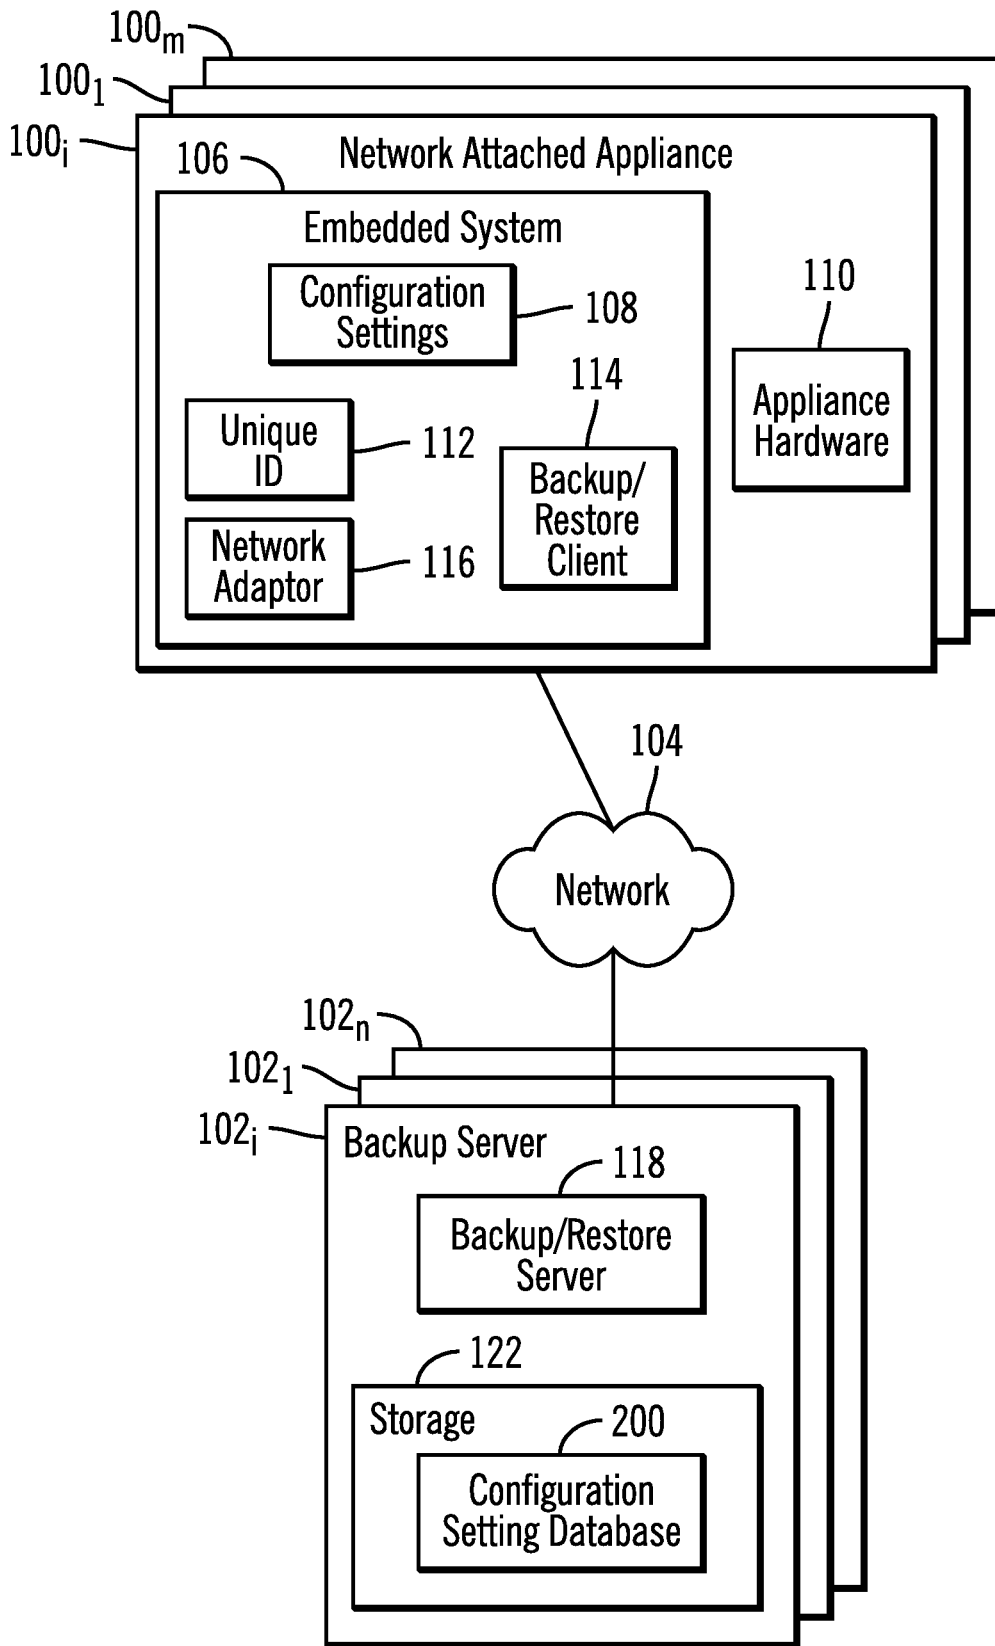 100m
1001
100i
Network Attached Appliance
106
Embedded System
Configuration
Settings
108
110
Appliance
Hardware
114
Unique
ID
112
Backup/
Restore
Client
Network
Adaptor
116
104
Network
102n
1021
102i
Backup Server
118
Backup/Restore
Server
122
Storage
200
Configuration
Setting Database